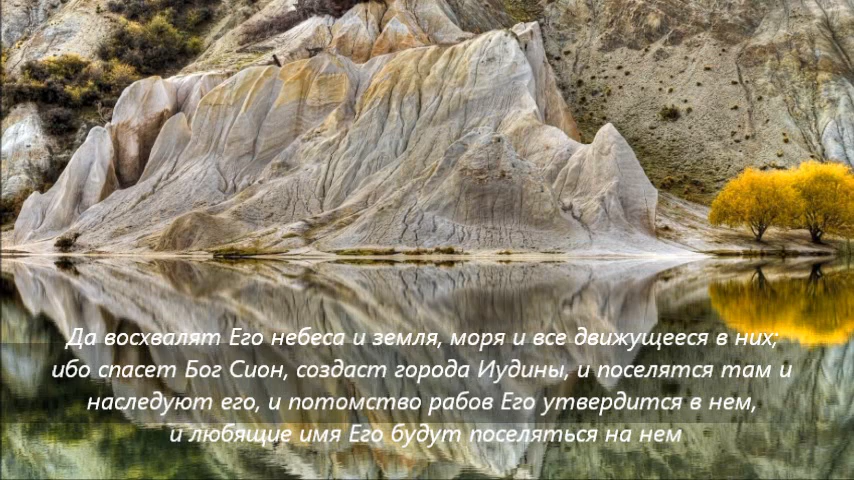 Да восхвалят Его небеса и земля, моря и все движущееся в них;
ибо спасет Бог Сион, создаст города Иудины, и поселятся там и
наследуют его, и потомство рабов Его утвердится в нем,
и любящие имя Его будут поселяться на нем